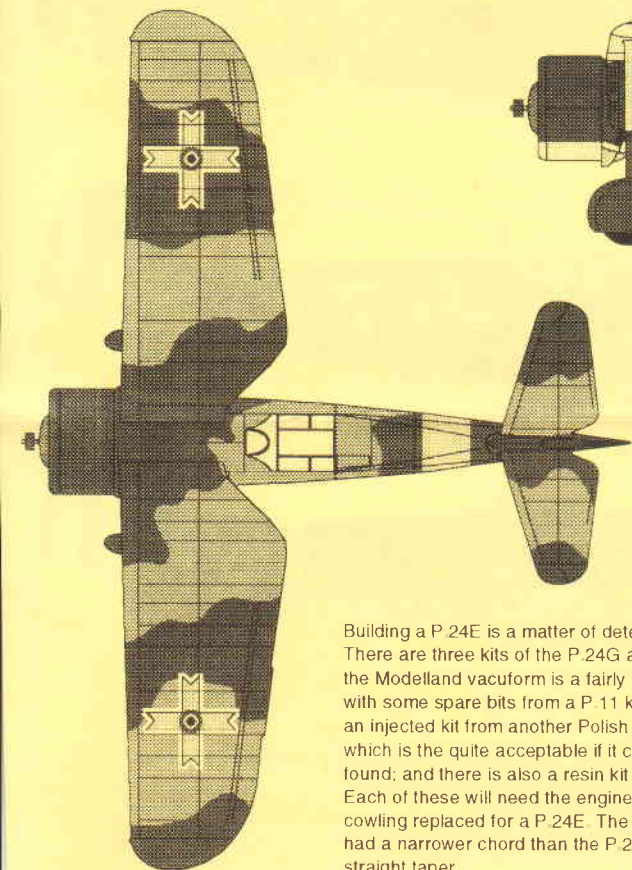 Building a P.24E is a matter of dete
There are three kits of the P.24G a
the Modelland vacuform is a fairly
with some spare bits from a P.11 k
an injected kit from another Polish
which is the quite acceptable if it c
found; and there is also a resin kit
Each of these will need the engine
cowling replaced for a P.24E. The
had a narrower chord than the P.2
straight taper